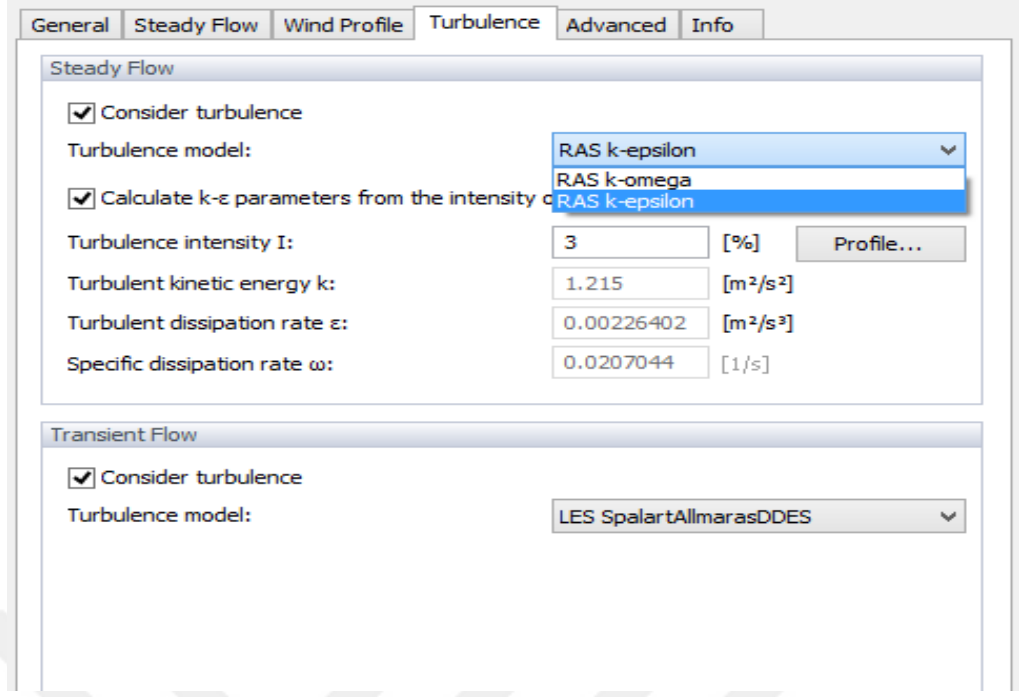 General Steady Flow Wind Profile Turbulence Advanced Info
Steady Flow
Consider turbulence
Turbulence model: RAS k-epsilon
RAS k-omega
Calculate k-ε parameters from the intensity RAS k-epsilon
Turbulence intensity I: 3 [%] Profile...
Turbulent kinetic energy k: 1.215 [m²/s²]
Turbulent dissipation rate ε: 0.00226402 [m²/s³]
Specific dissipation rate ω: 0.0207044 [1/s]
Transient Flow
Consider turbulence
Turbulence model: LES SpalartAllmarasDDES